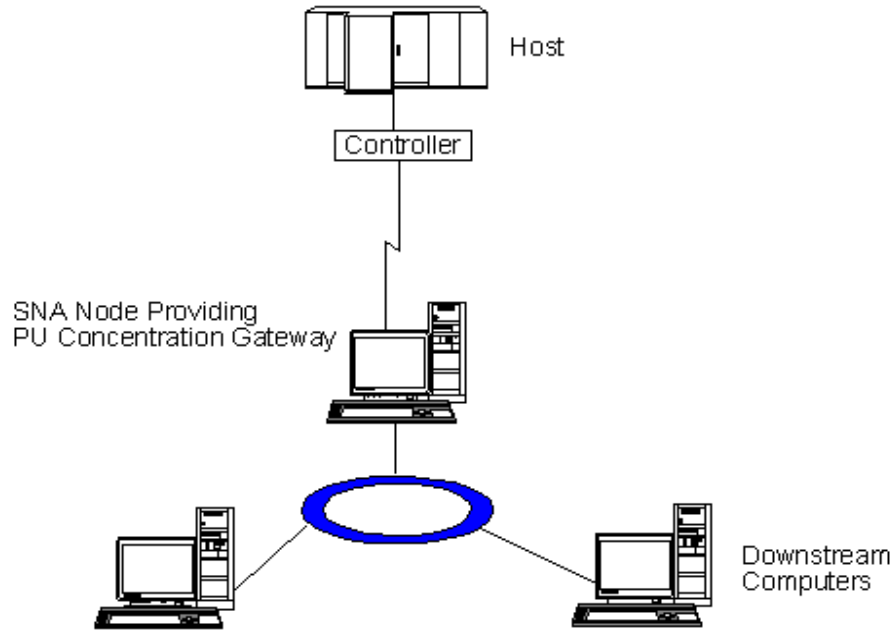 Host
Controller
SNA Node Providing
PU Concentration Gateway
Downstream
Computers